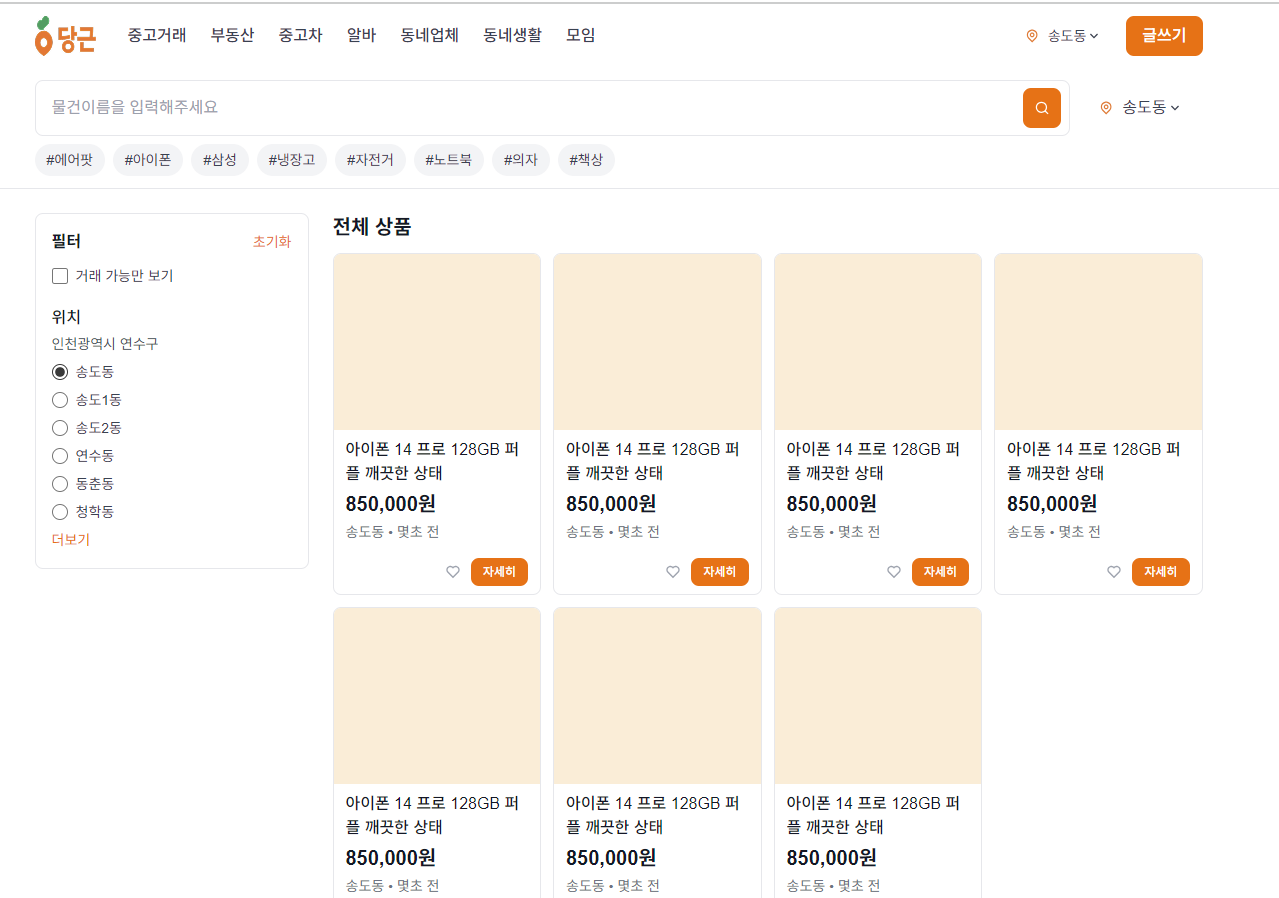 당근
중고거래 부동산 중고차 알바 동네업체 동네생활 모임
송도동
글쓰기
물건이름을 입력해주세요
송도동
#에어팟 #아이폰 #삼성 #냉장고 #자전거 #노트북 #의자 #책상
필터 초기화
거래 가능만 보기
위치
인천광역시 연수구
송도동
송도1동
송도2동
연수동
동춘동
청학동
더보기
전체 상품
아이폰 14 프로 128GB 퍼
플 깨끗한 상태
850,000원
송도동 • 몇초 전
자세히
아이폰 14 프로 128GB 퍼
플 깨끗한 상태
850,000원
송도동 • 몇초 전
자세히
아이폰 14 프로 128GB 퍼
플 깨끗한 상태
850,000원
송도동 • 몇초 전
자세히
아이폰 14 프로 128GB 퍼
플 깨끗한 상태
850,000원
송도동 • 몇초 전
자세히
아이폰 14 프로 128GB 퍼
플 깨끗한 상태
850,000원
송도동 • 몇초 전
아이폰 14 프로 128GB 퍼
플 깨끗한 상태
850,000원
송도동 • 몇초 전
아이폰 14 프로 128GB 퍼
플 깨끗한 상태
850,000원
송도동 • 몇초 전